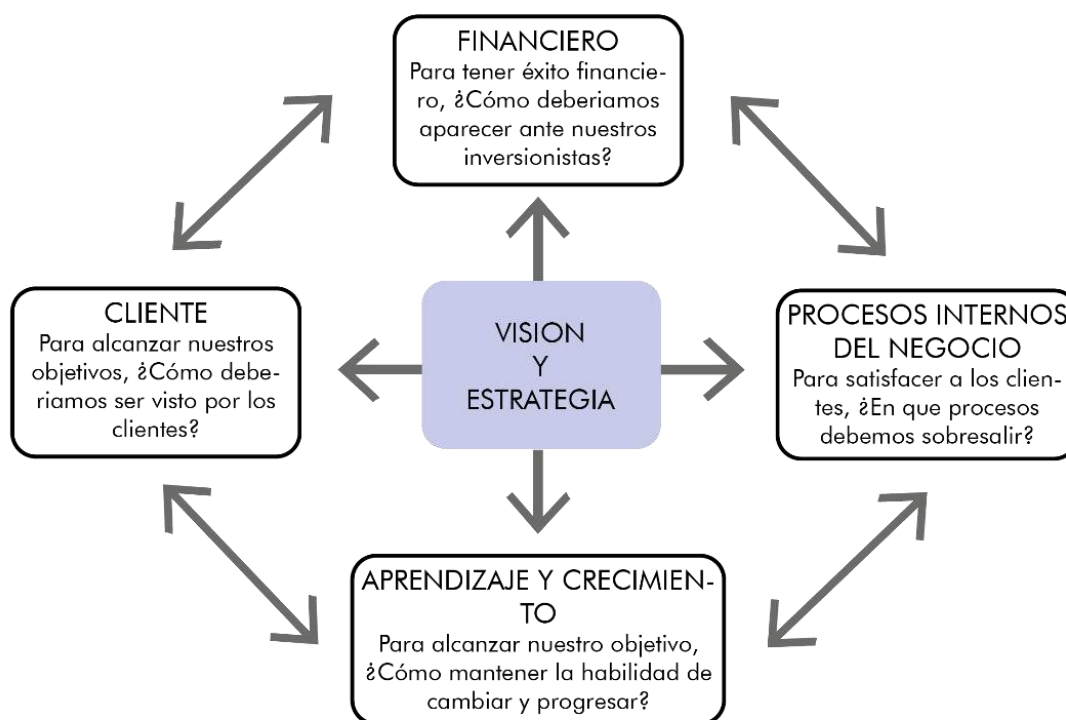 FINANCIERO
Para tener éxito financie-
ro, ¿Cómo deberiamos
aparecer ante nuestros
inversionistas?
CLIENTE
Para alcanzar nuestros
objetivos, ¿Cómo debe-
riamos ser visto por los
clientes?
VISION
Y
ESTRATEGIA
PROCESOS INTERNOS
DEL NEGOCIO
Para satisfacer a los clien-
tes, ¿En que procesos
debemos sobresalir?
APRENDIZAJE Y CRECIMIEN-
TO
Para alcanzar nuestro objetivo,
¿Cómo mantener la habilidad de
cambiar y progresar?